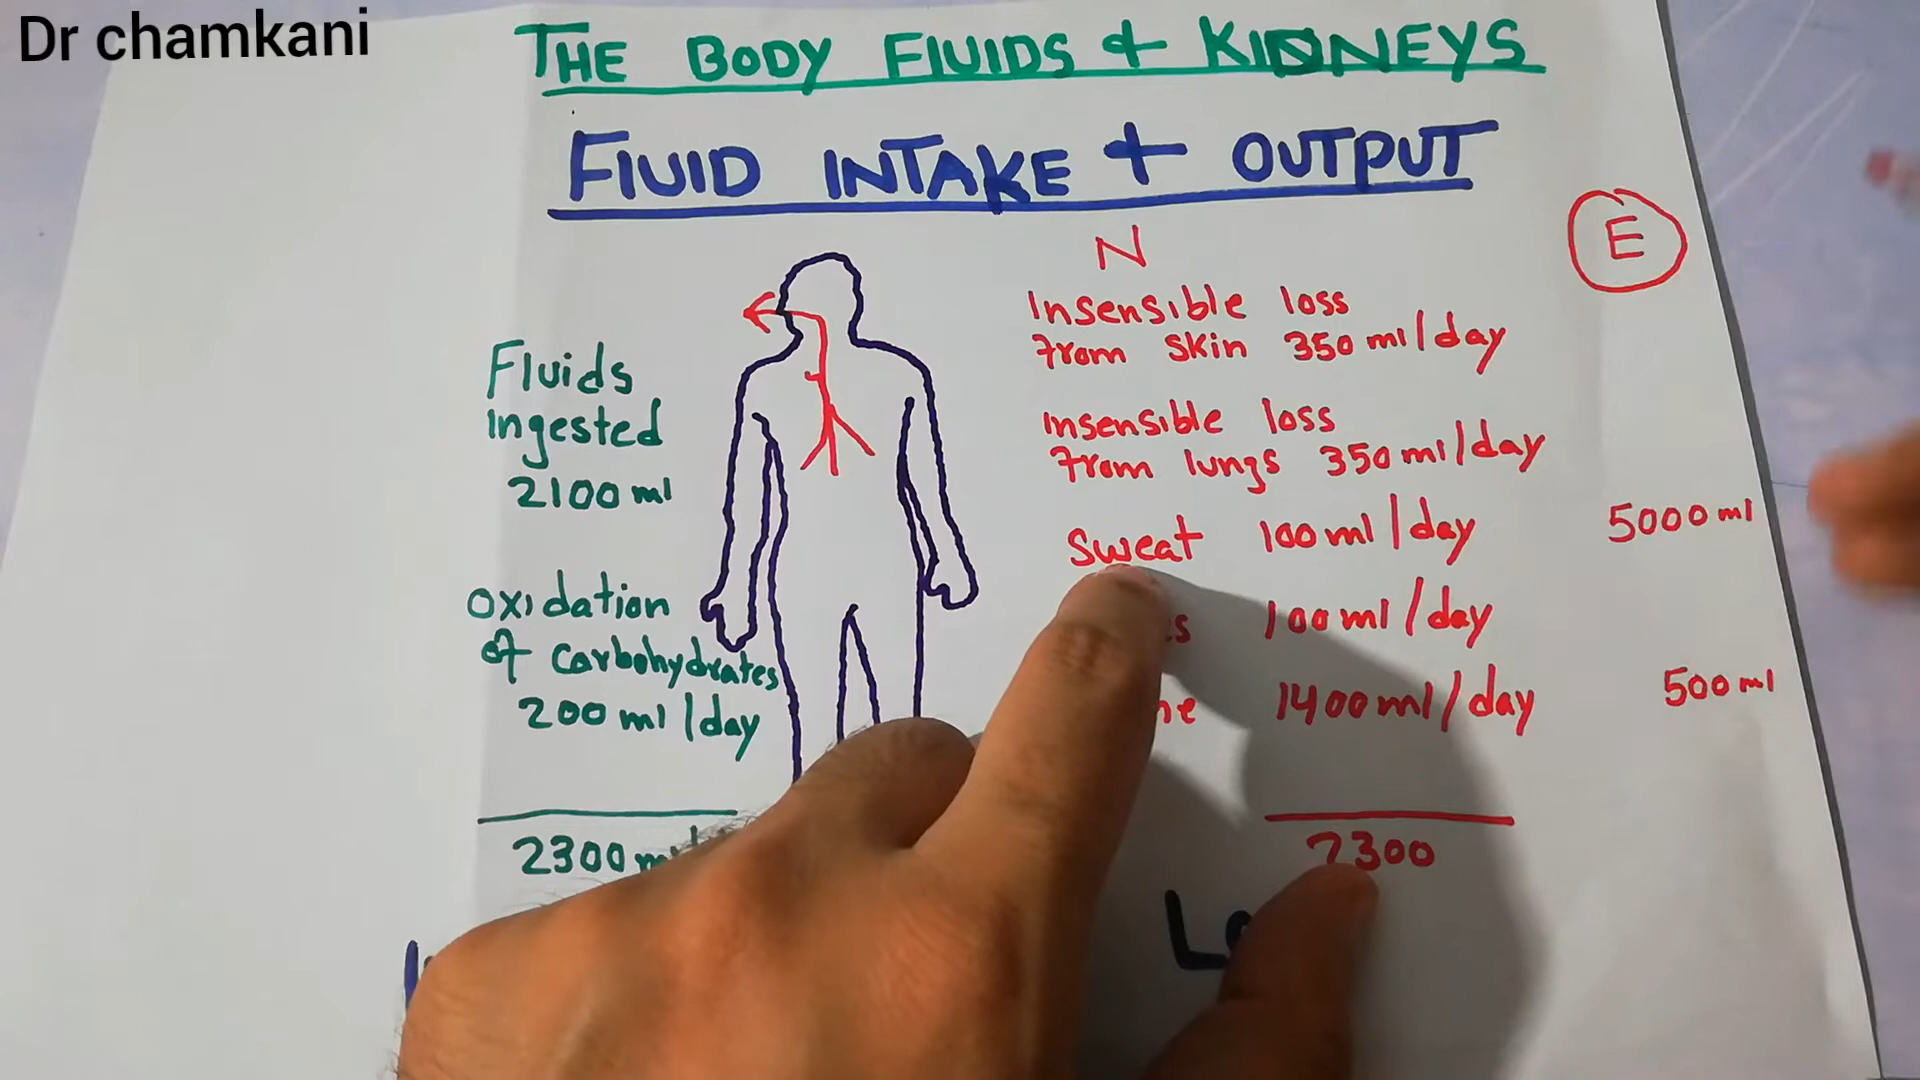 Dr chamkani
THE BODY FLUIDS + KIDNEYS
FLUID INTAKE + OUTPUT
N
E
Fluids
Ingested
2100 ml
Oxidation
of carbohydrates
200 ml/day
2300
Insensible loss
from skin 350 ml/day
Insensible loss
from lungs 350 ml/day
Sweat 100 ml/day 5000 ml
100 ml/day
1400 ml/day 500 ml
2300